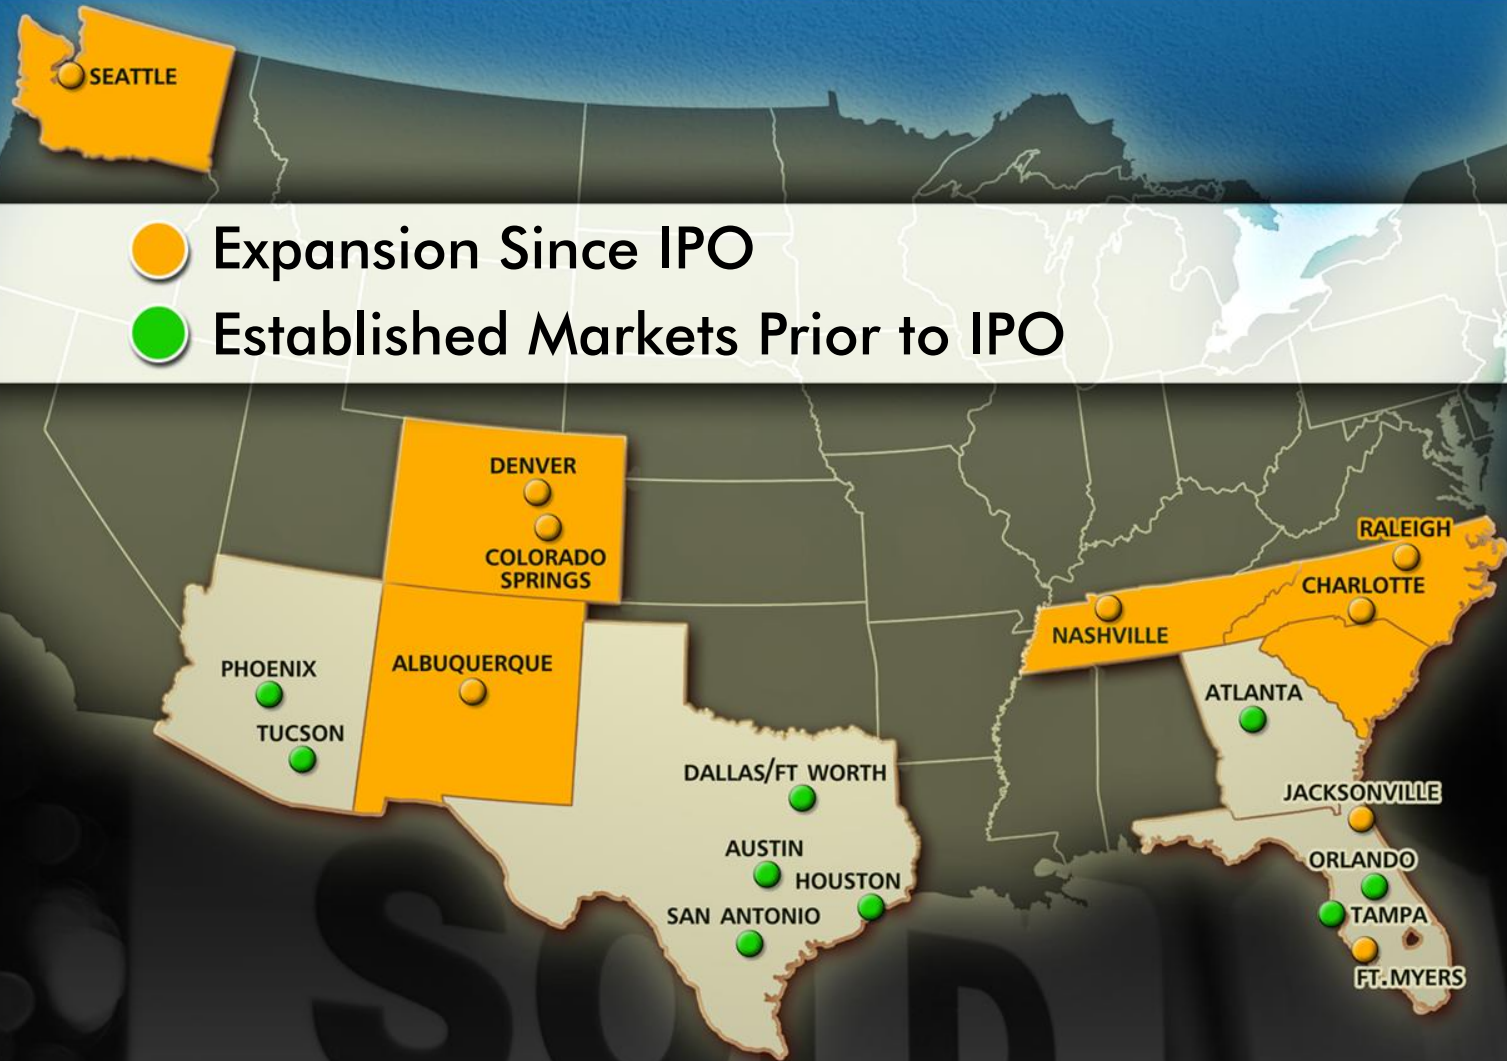 SEATTLE
Expansion Since IPO
Established Markets Prior to IPO
DENVER
COLORADO
SPRINGS
RALEIGH
CHARLOTTE
NASHVILLE
PHOENIX
ALBUQUERQUE
TUCSON
ATLANTA
DALLAS/FT WORTH
JACKSONVILLE
AUSTIN
ORLANDO
HOUSTON
SAN ANTONIO
TAMPA
FT.MYERS
SOLD